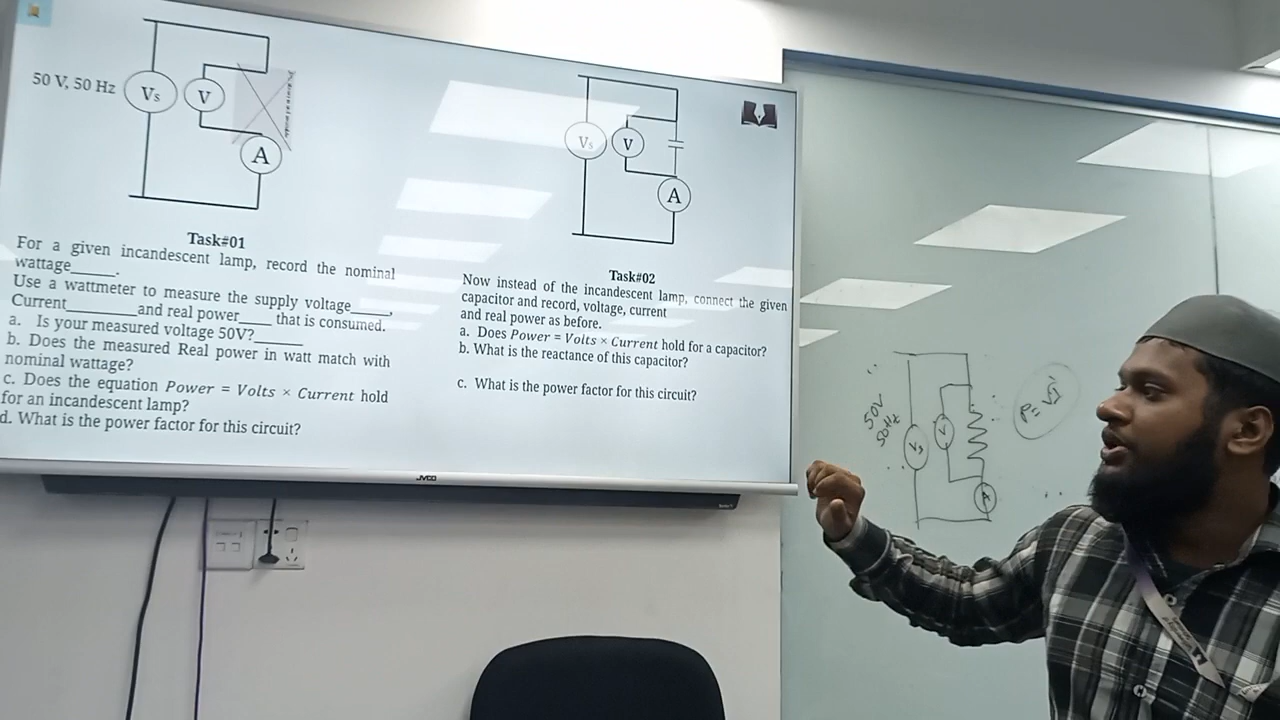 50 V, 50 Hz
Vs
V
A
Task#01
For a given incandescent lamp, record the nominal
wattage_____.
Use a wattmeter to measure the supply voltage_____,
Current________and real power____ that is consumed.
a. Is your measured voltage 50V?______
b. Does the measured Real power in watt match with
nominal wattage?
c. Does the equation Power = Volts × Current hold
for an incandescent lamp?
d. What is the power factor for this circuit?
Vs
V
A
Task#02
Now instead of the incandescent lamp, connect the given
capacitor and record, voltage, current
and real power as before.
a. Does Power = Volts × Current hold for a capacitor?
b. What is the reactance of this capacitor?
c. What is the power factor for this circuit?
JVCO
50V
50Hz
Vs
V
A
P = VI